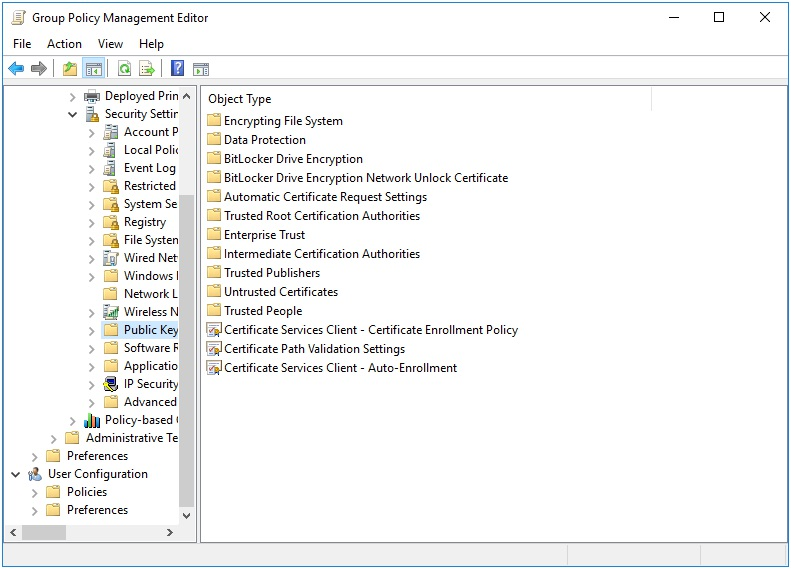 Group Policy Management Editor
File Action View Help
Deployed Prin
Security Settin
Account P
Local Polic
Event Log
Restricted
System Se
Registry
File System
Wired Net
Windows
Network L
Wireless N
Public Key
Software R
Applicatio
IP Security
Advanced
Policy-based
Administrative Te
Preferences
User Configuration
Policies
Preferences
Object Type
Encrypting File System
Data Protection
BitLocker Drive Encryption
BitLocker Drive Encryption Network Unlock Certificate
Automatic Certificate Request Settings
Trusted Root Certification Authorities
Enterprise Trust
Intermediate Certification Authorities
Trusted Publishers
Untrusted Certificates
Trusted People
Certificate Services Client - Certificate Enrollment Policy
Certificate Path Validation Settings
Certificate Services Client - Auto-Enrollment